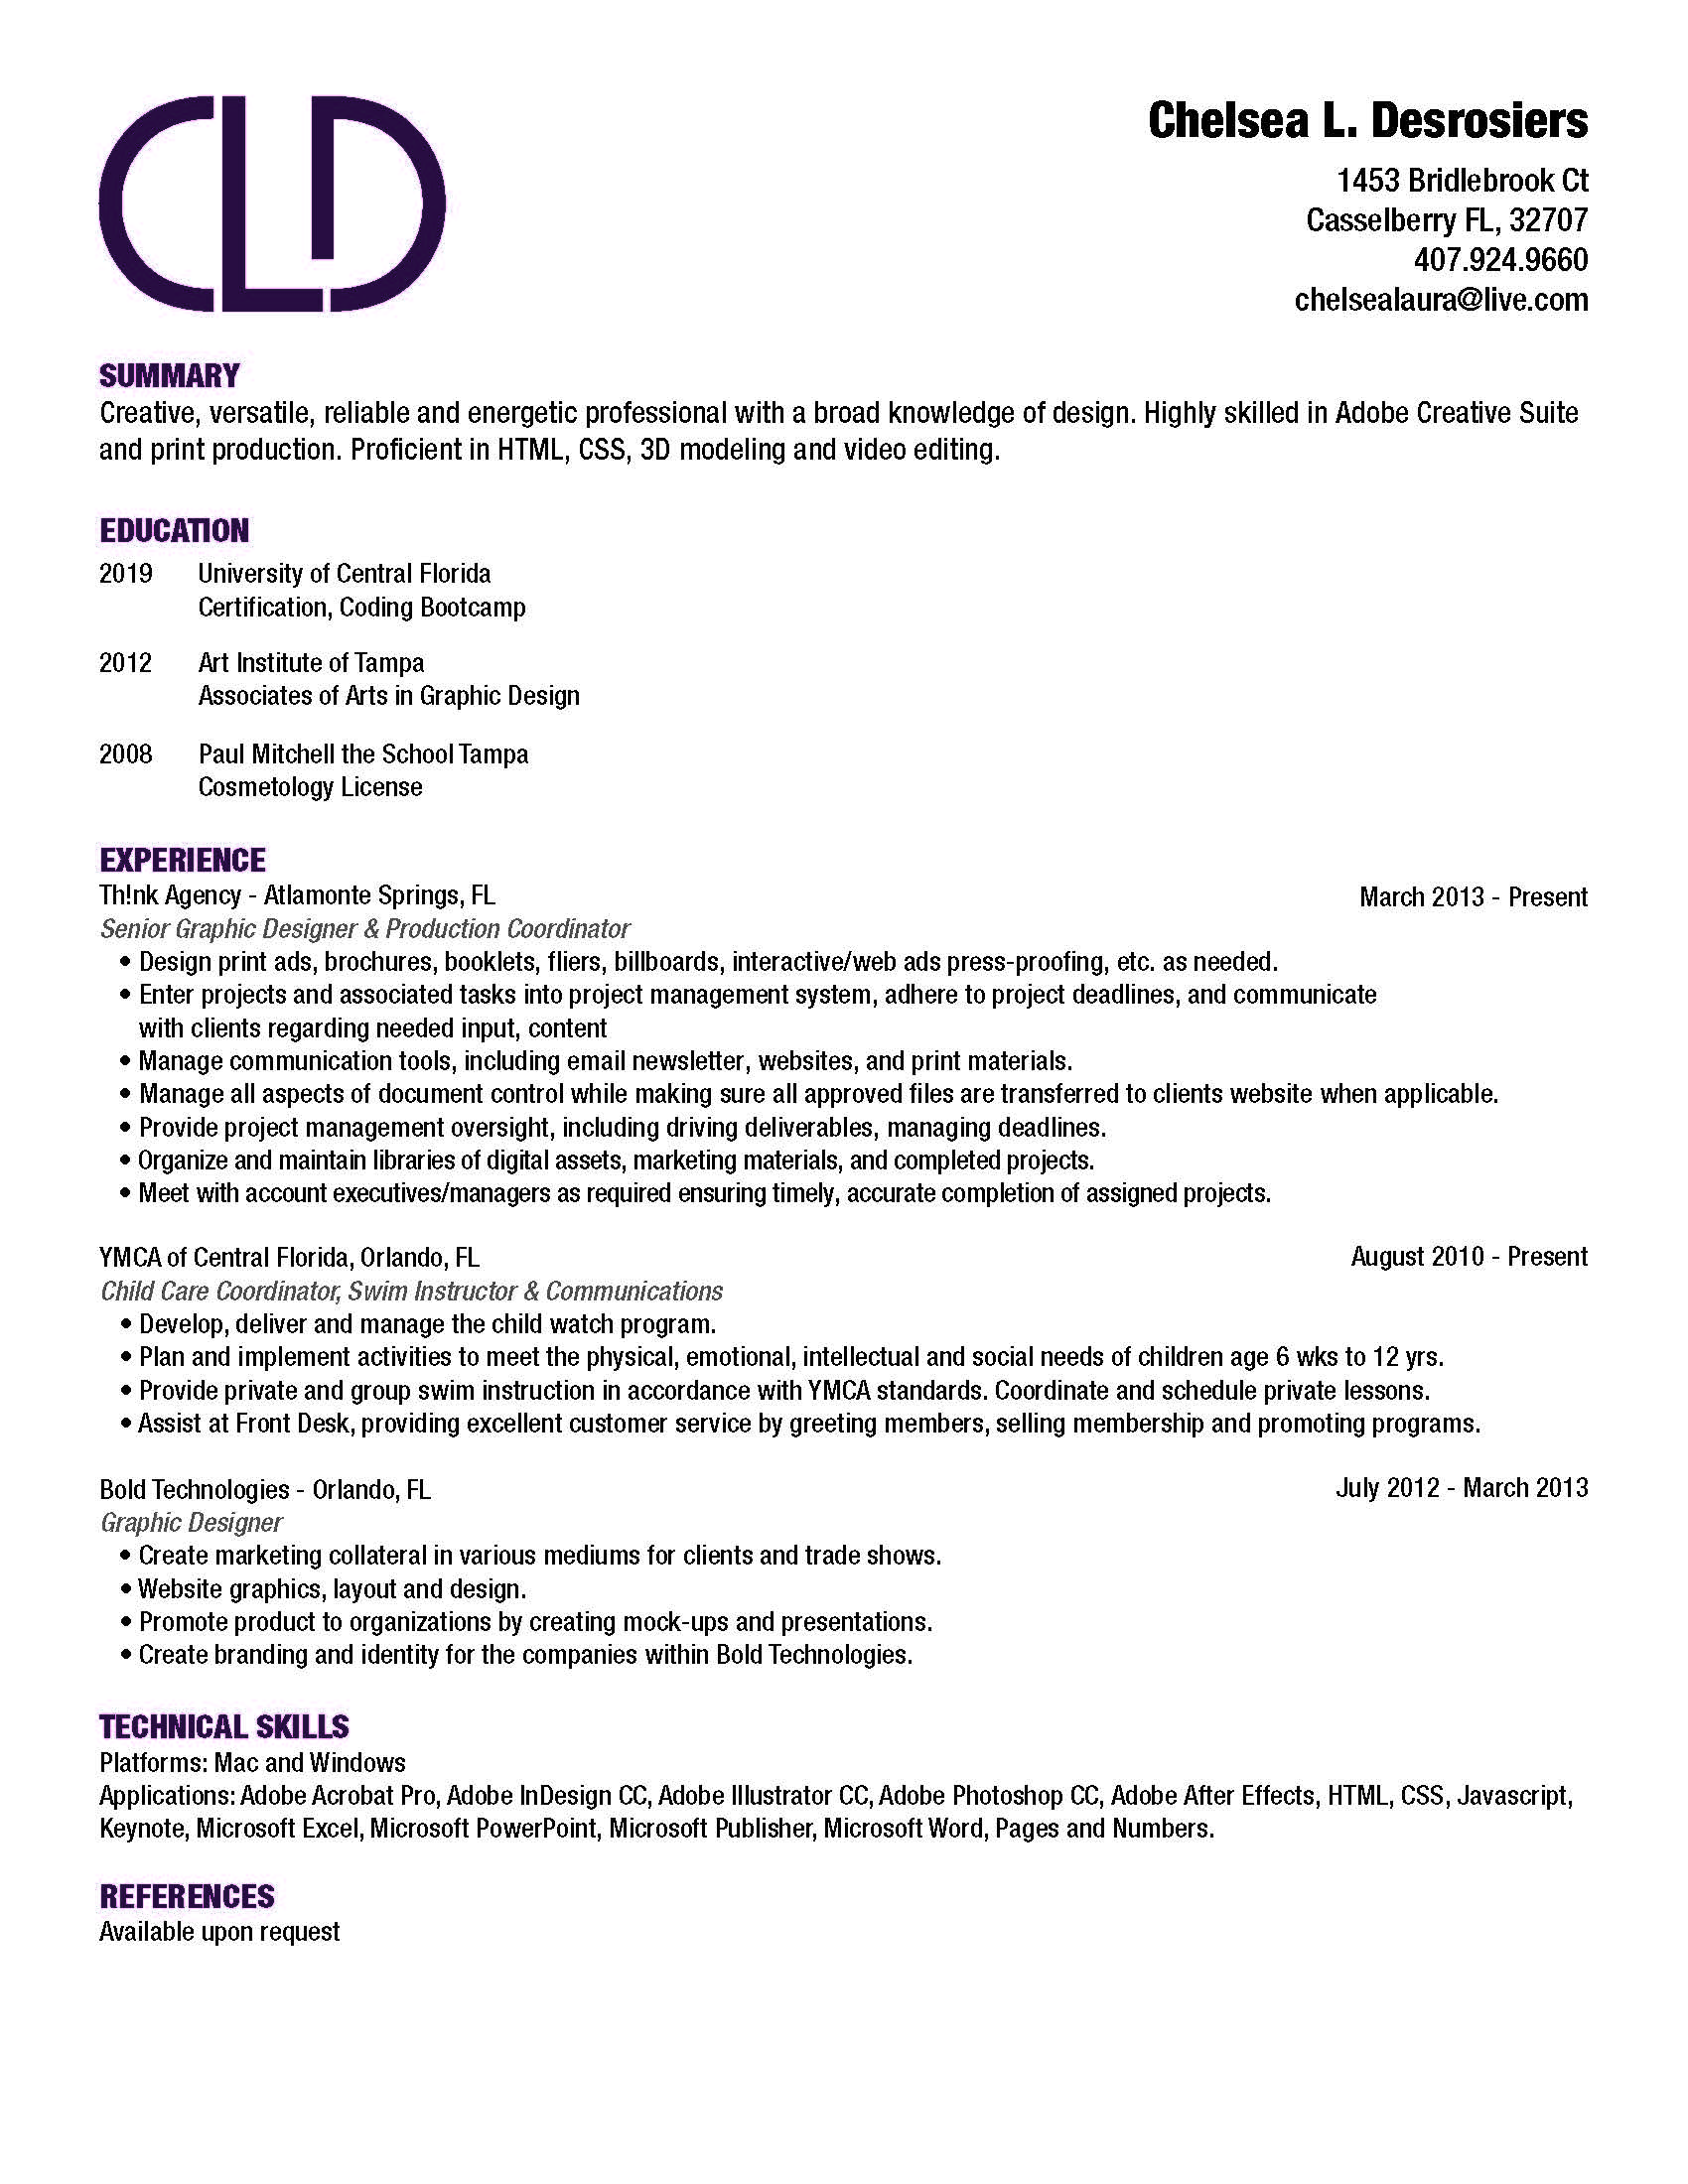 CLD
Chelsea L. Desrosiers
1453 Bridlebrook Ct
Casselberry FL, 32707
407.924.9660
chelsealaura@live.com
SUMMARY
Creative, versatile, reliable and energetic professional with a broad knowledge of design. Highly skilled in Adobe Creative Suite
and print production. Proficient in HTML, CSS, 3D modeling and video editing.
EDUCATION
2019 University of Central Florida
Certification, Coding Bootcamp
2012 Art Institute of Tampa
Associates of Arts in Graphic Design
2008 Paul Mitchell the School Tampa
Cosmetology License
EXPERIENCE
Th!nk Agency - Atlamonte Springs, FL March 2013 - Present
Senior Graphic Designer & Production Coordinator
• Design print ads, brochures, booklets, fliers, billboards, interactive/web ads press-proofing, etc. as needed.
• Enter projects and associated tasks into project management system, adhere to project deadlines, and communicate
with clients regarding needed input, content
• Manage communication tools, including email newsletter, websites, and print materials.
• Manage all aspects of document control while making sure all approved files are transferred to clients website when applicable.
• Provide project management oversight, including driving deliverables, managing deadlines.
• Organize and maintain libraries of digital assets, marketing materials, and completed projects.
• Meet with account executives/managers as required ensuring timely, accurate completion of assigned projects.
YMCA of Central Florida, Orlando, FL August 2010 - Present
Child Care Coordinator, Swim Instructor & Communications
• Develop, deliver and manage the child watch program.
• Plan and implement activities to meet the physical, emotional, intellectual and social needs of children age 6 wks to 12 yrs.
• Provide private and group swim instruction in accordance with YMCA standards. Coordinate and schedule private lessons.
• Assist at Front Desk, providing excellent customer service by greeting members, selling membership and promoting programs.
Bold Technologies - Orlando, FL July 2012 - March 2013
Graphic Designer
• Create marketing collateral in various mediums for clients and trade shows.
• Website graphics, layout and design.
• Promote product to organizations by creating mock-ups and presentations.
• Create branding and identity for the companies within Bold Technologies.
TECHNICAL SKILLS
Platforms: Mac and Windows
Applications: Adobe Acrobat Pro, Adobe InDesign CC, Adobe Illustrator CC, Adobe Photoshop CC, Adobe After Effects, HTML, CSS, Javascript,
Keynote, Microsoft Excel, Microsoft PowerPoint, Microsoft Publisher, Microsoft Word, Pages and Numbers.
REFERENCES
Available upon request